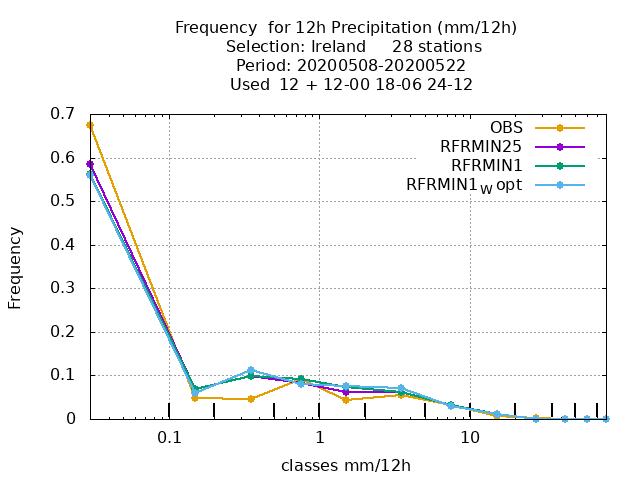 Frequency  for 12h Precipitation (mm/12h)
Selection: Ireland     28 stations
Period: 20200508-20200522
Used  12 + 12-00 18-06 24-12
0.7
0.6
0.5
0.4
0.3
0.2
0.1
0
Frequency
OBS
RFRMIN25
RFRMIN1
RFRMIN1w opt
0.1 1 10
classes mm/12h